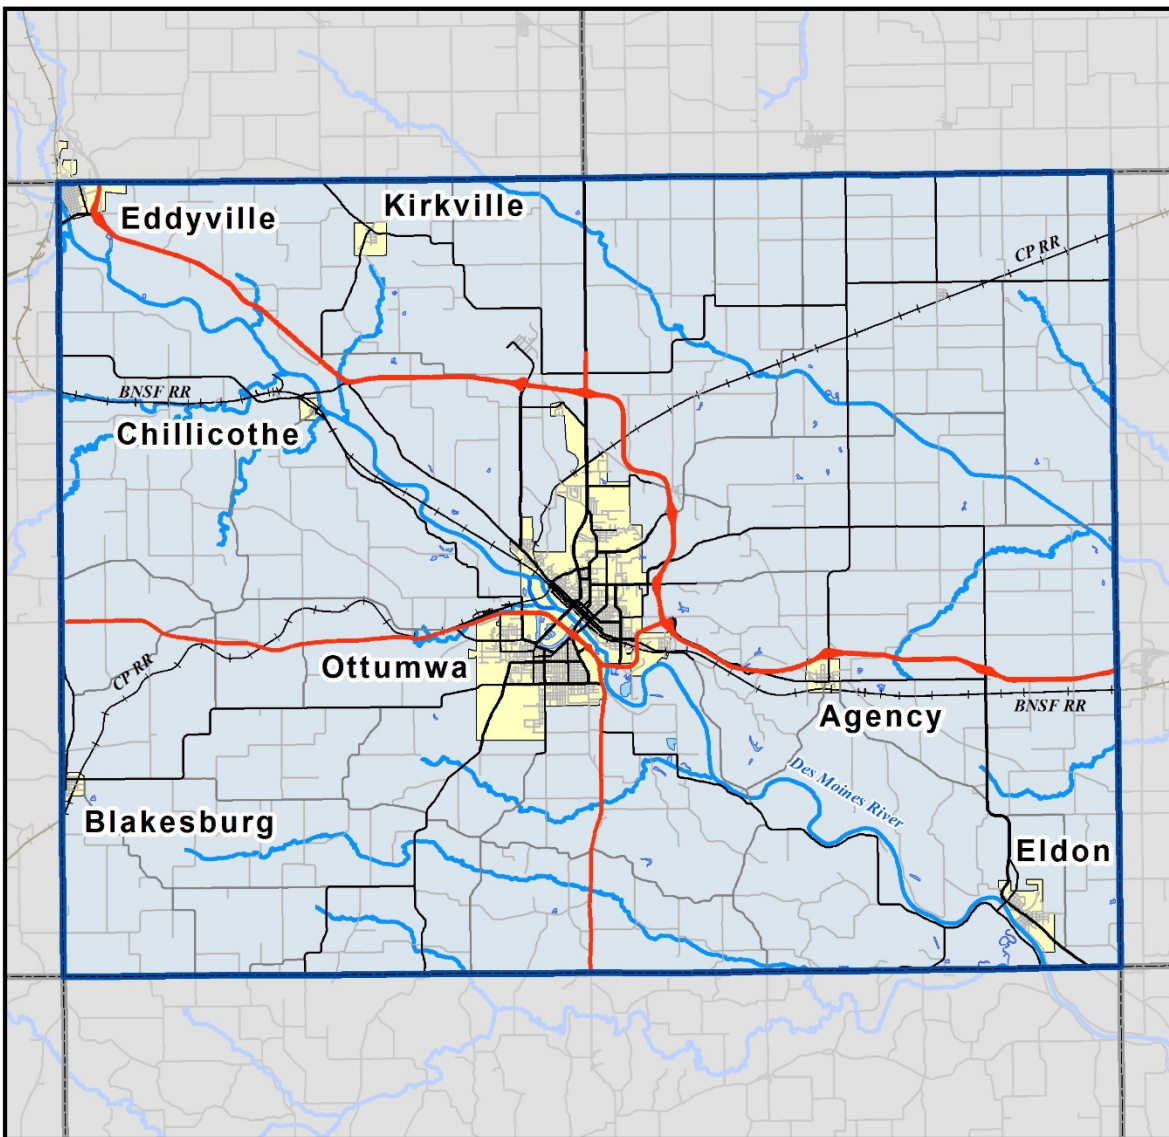 Kirkville
Eddyville
CP RR
BNSF RR
Chillicothe
Ottumwa
CP RR
BNSF RR
Agency
Des Moines River
Blakesburg
Eldon